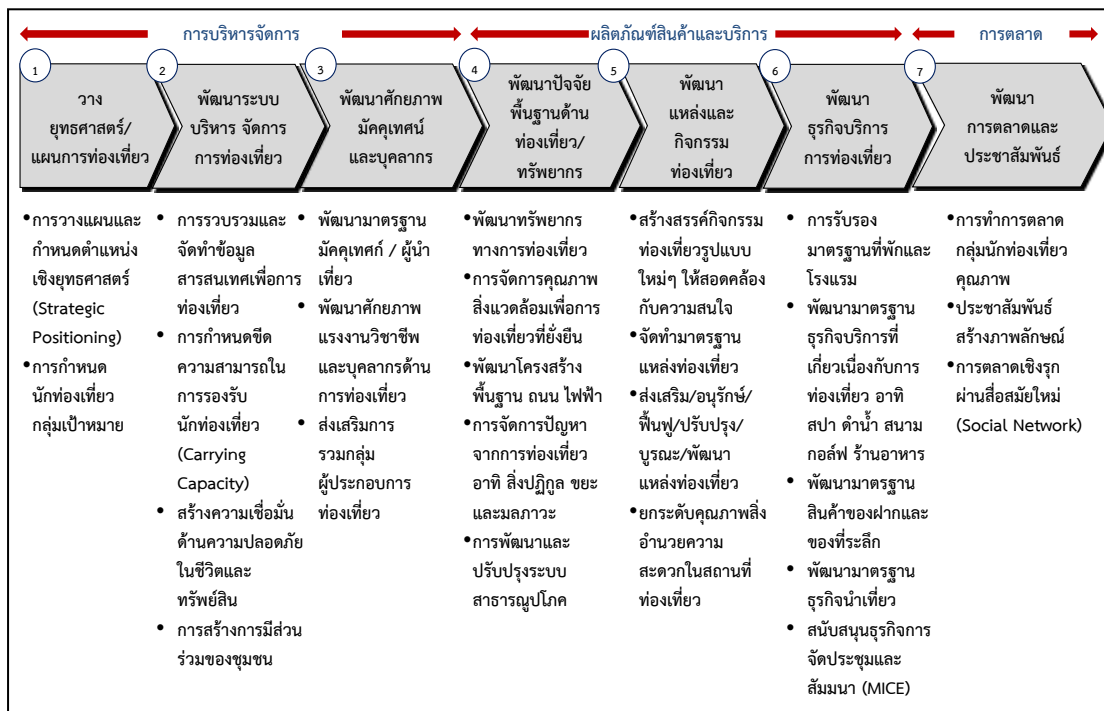 การบริหารจัดการ
ผลิตภัณฑ์สินค้าและบริการ
การตลาด
1
วาง
ยุทธศาสตร์/
แผนการท่องเที่ยว
2
พัฒนาระบบ
บริหาร จัดการ
การท่องเที่ยว
3
พัฒนาศักยภาพ
มัคคุเทศน์
และบุคลากร
4
พัฒนาปัจจัย
พื้นฐานด้าน
ท่องเที่ยว/
ทรัพยากร
5
พัฒนา
แหล่งและ
กิจกรรม
ท่องเที่ยว
6
พัฒนา
ธุรกิจบริการ
การท่องเที่ยว
7
พัฒนา
การตลาดและ
ประชาสัมพันธ์
•การวางแผนและ
กำหนดตำแหน่ง
เชิงยุทธศาสตร์
(Strategic
Positioning)
•การกำหนด
นักท่องเที่ยว
กลุ่มเป้าหมาย
• การรวบรวมและ
จัดทำข้อมูล
สารสนเทศเพื่อการ
ท่องเที่ยว
• การกำหนดขีด
ความสามารถใน
การรองรับ
นักท่องเที่ยว
(Carrying
Capacity)
• สร้างความเชื่อมั่น
ด้านความปลอดภัย
ในชีวิตและ
ทรัพย์สิน
• การสร้างการมีส่วน
ร่วมของชุมชน
• พัฒนามาตรฐาน
มัคคุเทศก์ / ผู้นำ
เที่ยว
• พัฒนาศักยภาพ
แรงงานวิชาชีพ
และบุคลากรด้าน
การท่องเที่ยว
• ส่งเสริมการ
รวมกลุ่ม
ผู้ประกอบการ
ท่องเที่ยว
•พัฒนาทรัพยากร
ทางการท่องเที่ยว
•การจัดการคุณภาพ
สิ่งแวดล้อมเพื่อการ
ท่องเที่ยวที่ยั่งยืน
•พัฒนาโครงสร้าง
พื้นฐาน ถนน ไฟฟ้า
•การจัดการปัญหา
จากการท่องเที่ยว
อาทิ สิ่งปฏิกูล ขยะ
และมลภาวะ
•การพัฒนาและ
ปรับปรุงระบบ
สาธารณูปโภค
•สร้างสรรค์กิจกรรม
ท่องเที่ยวรูปแบบ
ใหม่ๆ ให้สอดคล้อง
กับความสนใจ
•จัดทำมาตรฐาน
แหล่งท่องเที่ยว
•ส่งเสริม/อนุรักษ์/
ฟื้นฟู/ปรับปรุง/
บูรณะ/พัฒนา
แหล่งท่องเที่ยว
•ยกระดับคุณภาพสิ่ง
อำนวยความ
สะดวกในสถานที่
ท่องเที่ยว
• การรับรอง
มาตรฐานที่พักและ
โรงแรม
• พัฒนามาตรฐาน
ธุรกิจบริการที่
เกี่ยวเนื่องกับการ
ท่องเที่ยว อาทิ
สปา ดำน้ำ สนาม
กอล์ฟ ร้านอาหาร
• พัฒนามาตรฐาน
สินค้าของฝากและ
ของที่ระลึก
• พัฒนามาตรฐาน
ธุรกิจนำเที่ยว
• สนับสนุนธุรกิจการ
จัดประชุมและ
สัมมนา (MICE)
•การทำการตลาด
กลุ่มนักท่องเที่ยว
คุณภาพ
•ประชาสัมพันธ์
สร้างภาพลักษณ์
•การตลาดเชิงรุก
ผ่านสื่อสมัยใหม่
(Social Network)